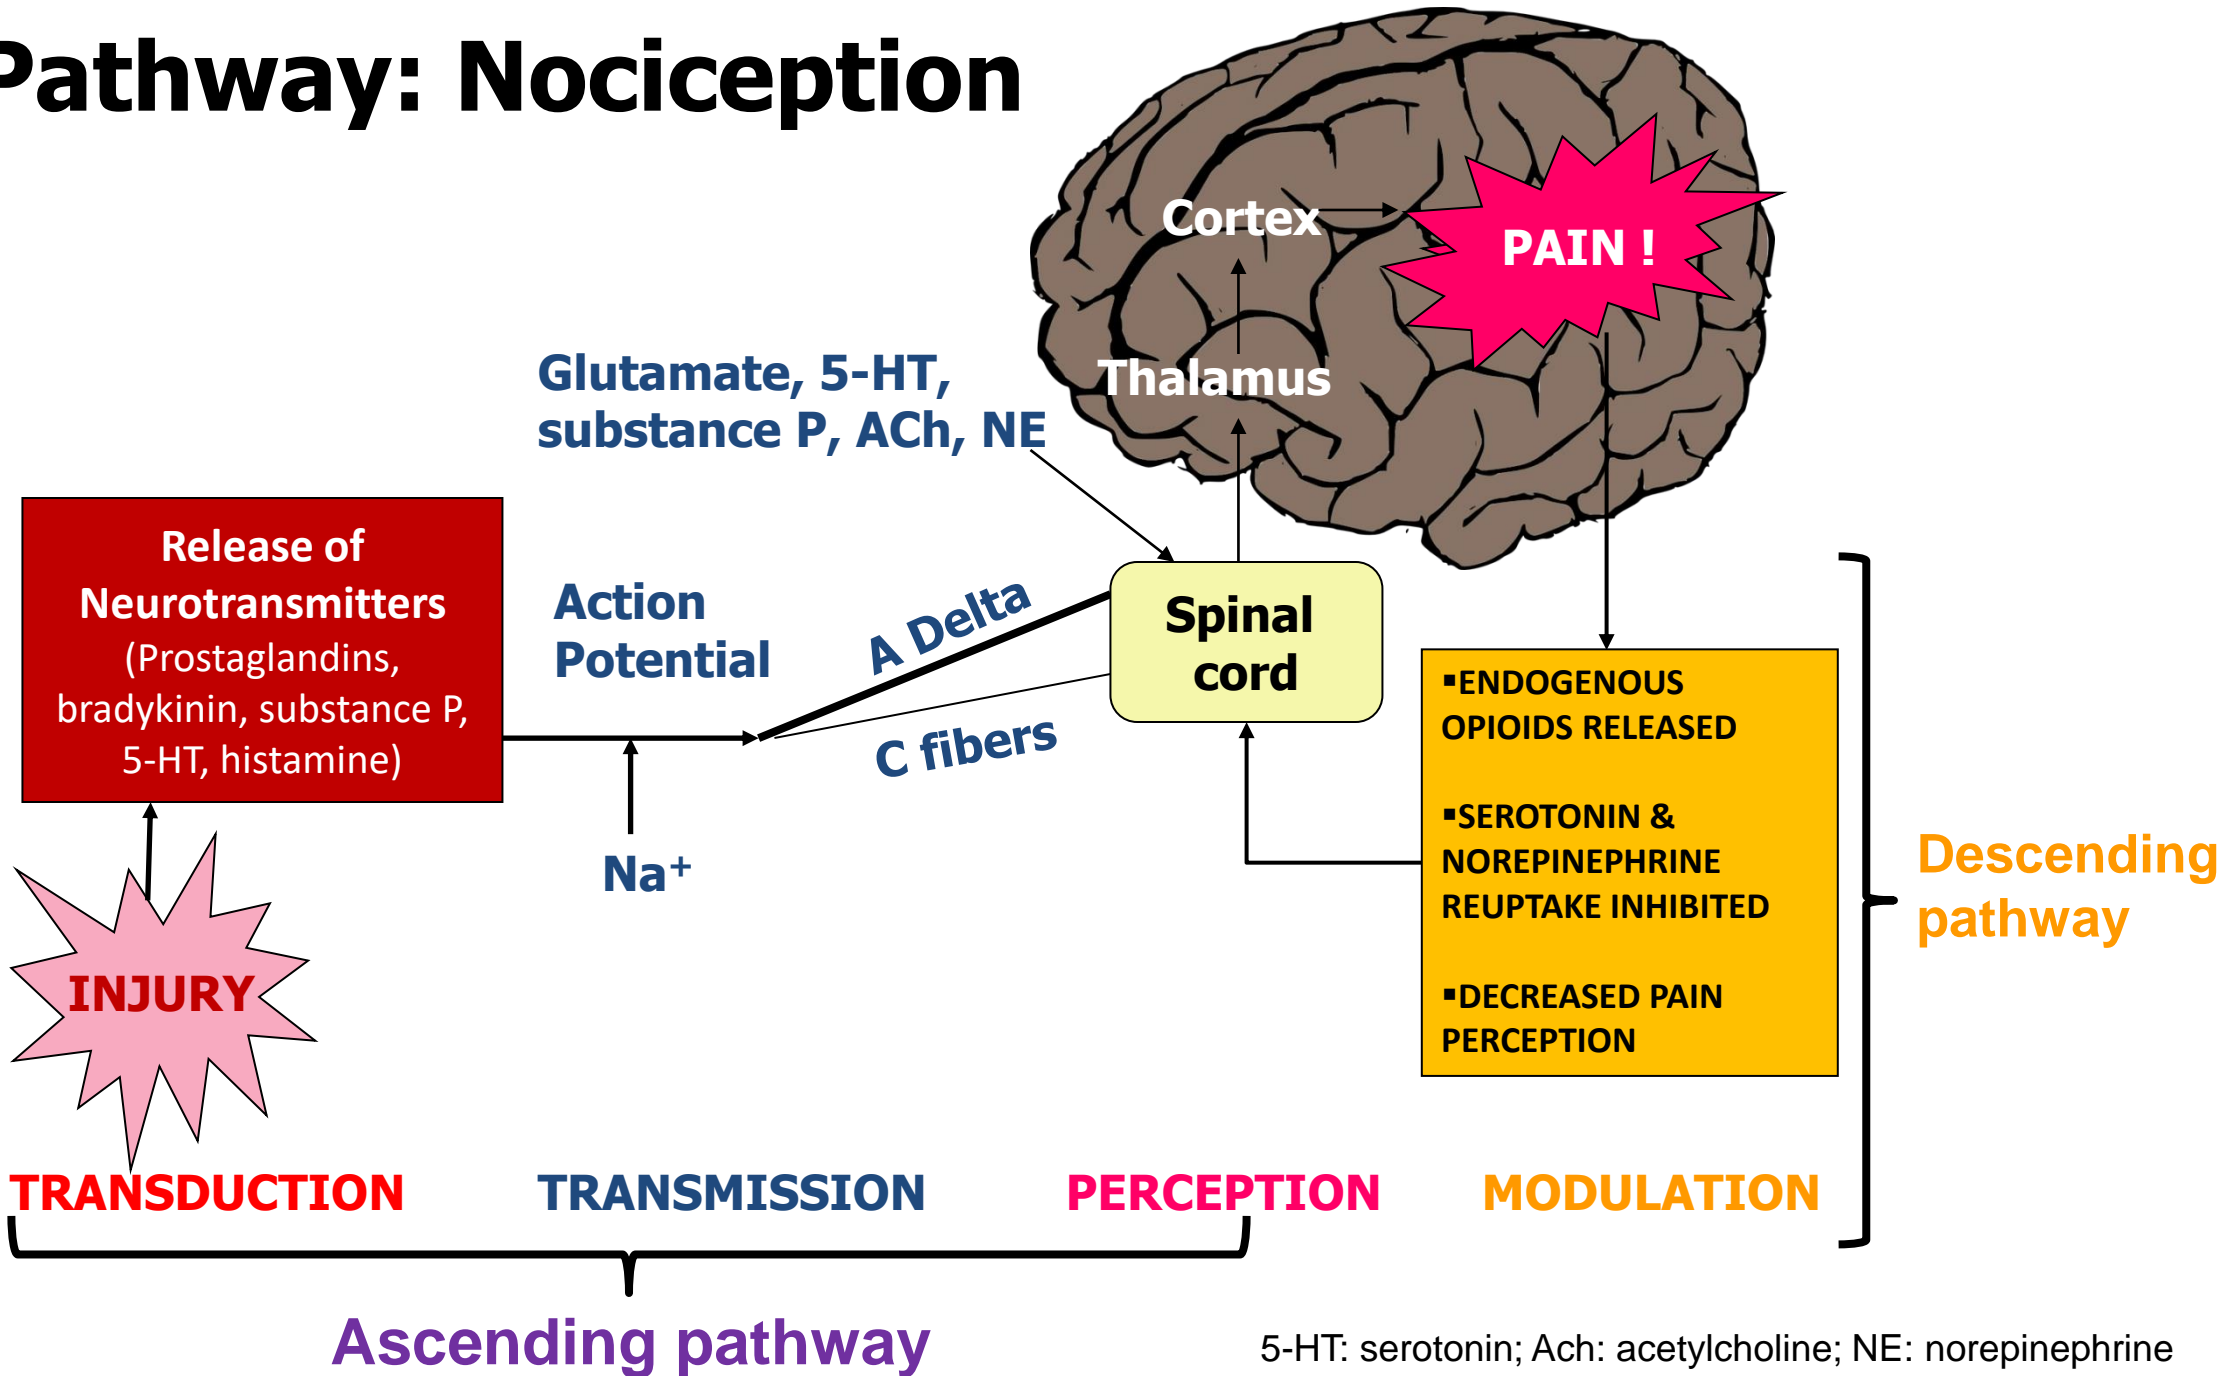 Pathway: Nociception
Cortex
PAIN !
Thalamus
Glutamate, 5-HT,
substance P, ACh, NE
Release of
Neurotransmitters
(Prostaglandins,
bradykinin, substance P,
5-HT, histamine)
Action
Potential
A Delta
C fibers
Spinal
cord
Na⁺
INJURY
▪ENDOGENOUS
OPIOIDS RELEASED
▪SEROTONIN &
NOREPINEPHRINE
REUPTAKE INHIBITED
▪DECREASED PAIN
PERCEPTION
Descending
pathway
TRANSDUCTION
TRANSMISSION
PERCEPTION
MODULATION
Ascending pathway
5-HT: serotonin; Ach: acetylcholine; NE: norepinephrine